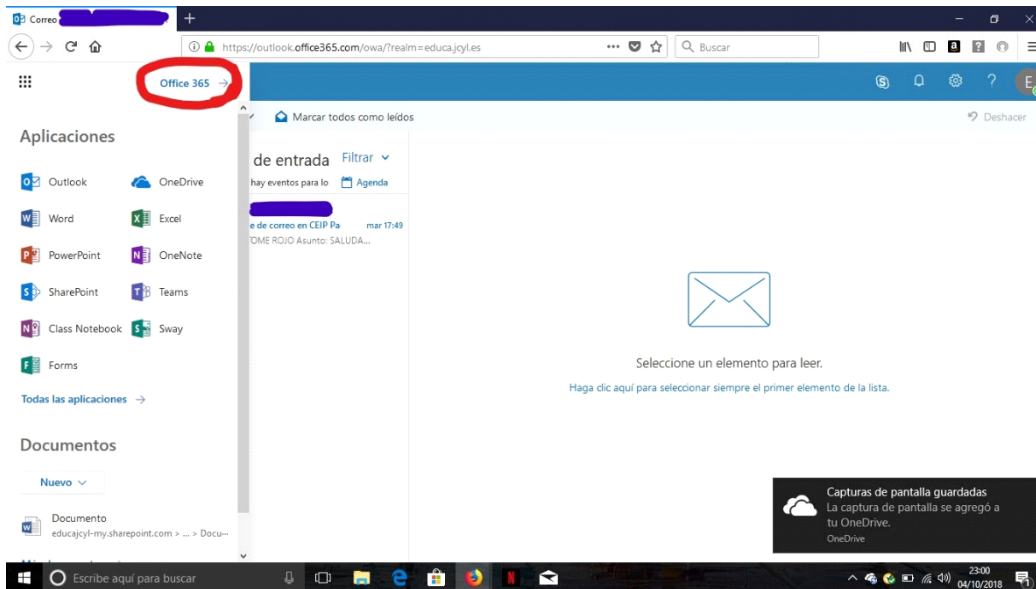 Correo
https://outlook.office365.com/owa/?realm=educa.jcyl.es
Buscar
Office 365
Marcar todos como leídos
Deshacer
Aplicaciones
de entrada Filtrar
hay eventos para lo Agenda
Outlook OneDrive
Word Excel
e de correo en CEIP Pa mar 17:49
TOME ROJO Asunto: SALUDA...
PowerPoint OneNote
SharePoint Teams
Class Notebook Sway
Forms
Todas las aplicaciones
Seleccione un elemento para leer.
Haga clic aquí para seleccionar siempre el primer elemento de la lista.
Documentos
Nuevo
Documento
educajcyl-my.sharepoint.com > ... > Docu...
Capturas de pantalla guardadas
La captura de pantalla se agregó a
tu OneDrive.
OneDrive
Escribe aquí para buscar
23:00
04/10/2018